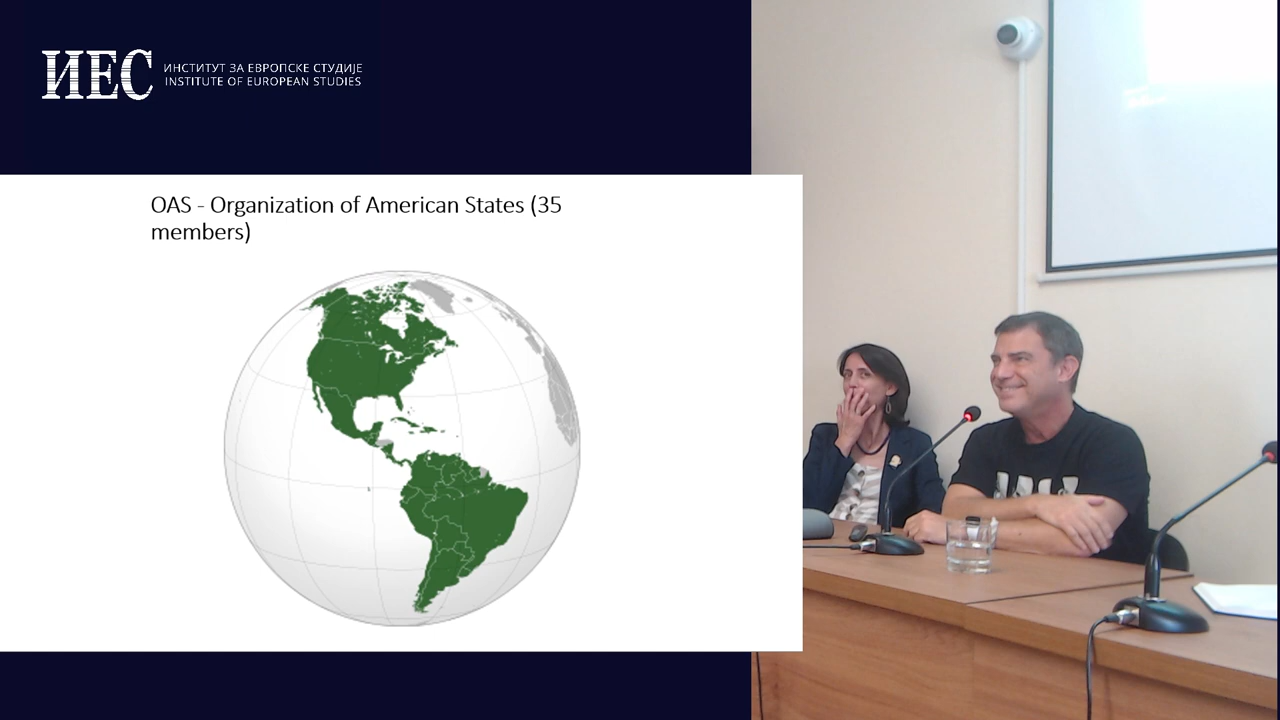 ИЕС
ИНСТИТУТ ЗА ЕВРОПСКЕ СТУДИЈЕ
INSTITUTE OF EUROPEAN STUDIES
OAS - Organization of American States (35
members)